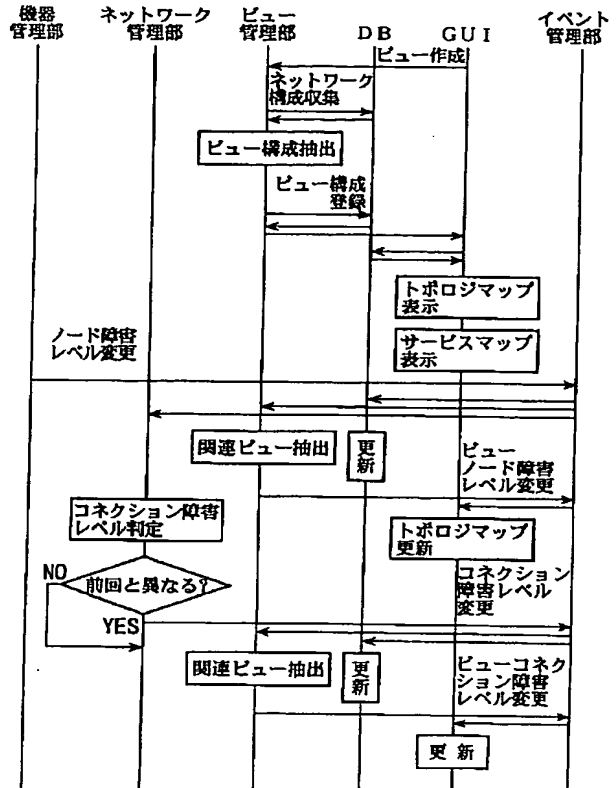 機器
管理部
ネットワーク
管理部
ビュー
管理部
DB
GUI
イベント
管理部
ビュー作成
ネットワーク
構成収集
ビュー構成抽出
ビュー構成
登録
トポロジマップ
表示
サービスマップ
表示
ノード障害
レベル変更
関連ビュー抽出
更新
ビュー
ノード障害
レベル変更
コネクション障害
レベル判定
トポロジマップ
更新
NO
前回と異なる?
YES
コネクション
障害レベル
変更
関連ビュー抽出
更新
ビューコネク
ション障害
レベル変更
更新